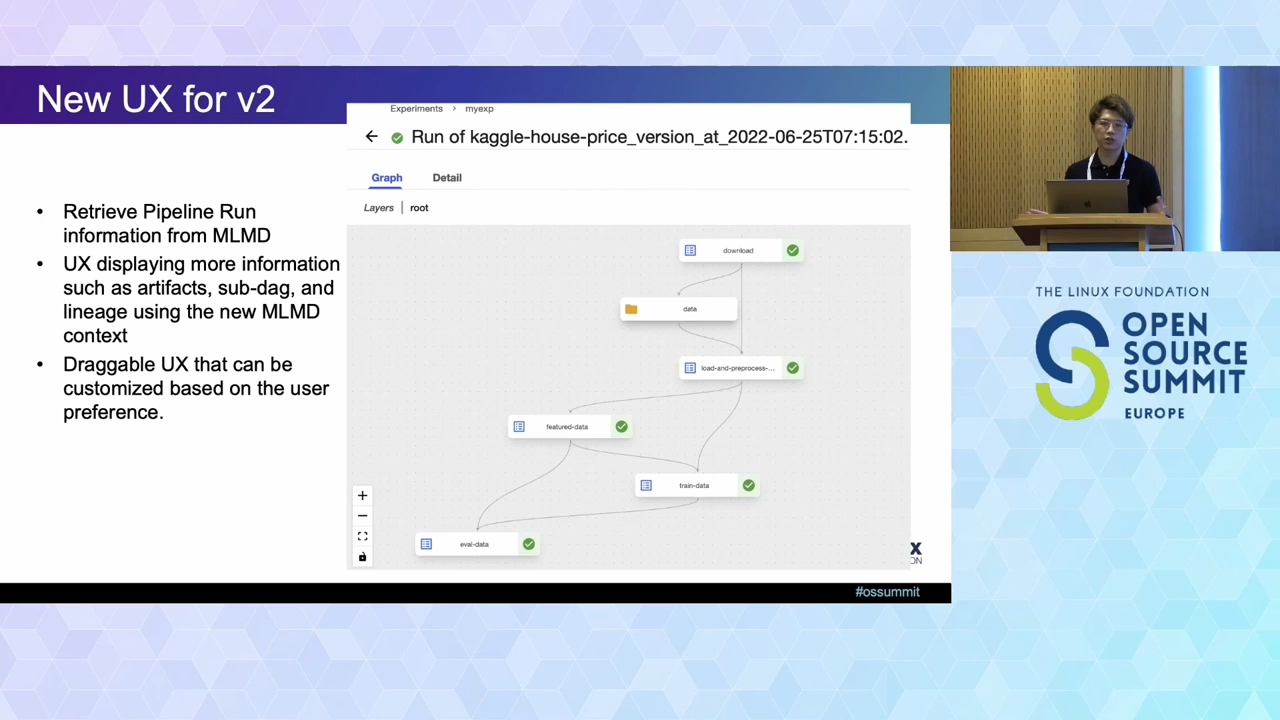 New UX for v2
• Retrieve Pipeline Run
information from MLMD
• UX displaying more information
such as artifacts, sub-dag, and
lineage using the new MLMD
context
• Draggable UX that can be
customized based on the user
preference.
Experiments > myexp
Run of kaggle-house-price_version_at_2022-06-25T07:15:02.
Graph Detail
Layers | root
download
data
load-and-preprocess-...
featured-data
train-data
eval-data
X
ON
#ossummit
THE LINUX FOUNDATION
OPEN
SOURCE
SUMMIT
EUROPE